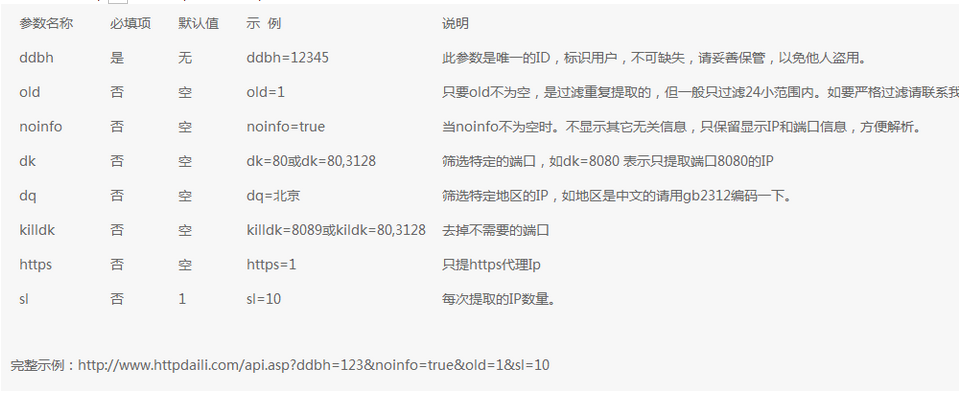 参数名称 必填项 默认值 示 例 说明
ddbh 是 无 ddbh=12345 此参数是唯一的ID，标识用户，不可缺失，请妥善保管，以免他人盗用。
old 否 空 old=1 只要old不为空，是过滤重复提取的，但一般只过滤24小范围内。如要严格过滤请联系我
noinfo 否 空 noinfo=true 当noinfo不为空时。不显示其它无关信息，只保留显示IP和端口信息，方便解析。
dk 否 空 dk=80或dk=80,3128 筛选特定的端口，如dk=8080 表示只提取端口8080的IP
dq 否 空 dq=北京 筛选特定地区的IP，如地区是中文的请用gb2312编码一下。
killdk 否 空 killdk=8089或kildk=80,3128 去掉不需要的端口
https 否 空 https=1 只提https代理Ip
sl 否 1 sl=10 每次提取的IP数量。
完整示例：http://www.httpdaili.com/api.asp?ddbh=123&noinfo=true&old=1&sl=10